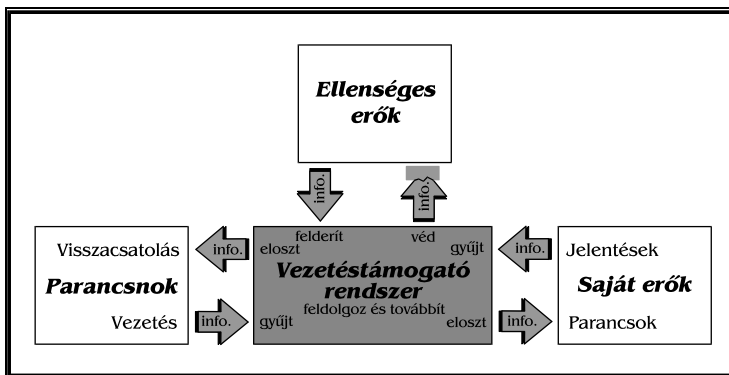 Ellenséges
erők
info.
info.
felderít
véd
Visszacsatolás
info.
eloszt
gyűjt
info.
Jelentések
Parancsnok
Vezetéstámogató
rendszer
Saját erők
feldolgoz és továbbít
Vezetés
info.
gyűjt
eloszt
info.
Parancsok